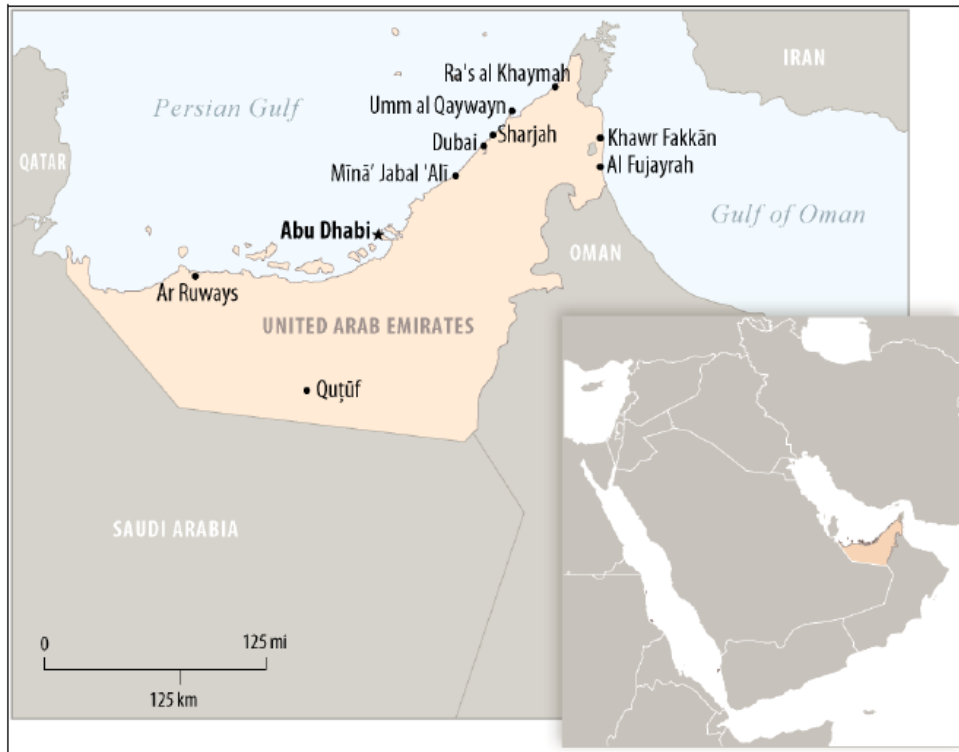 IRAN
Ra's al Khaymah
Persian Gulf
Umm al Qaywayn
Sharjah
Khawr Fakkān
Dubai
QATAR
Al Fujayrah
Mīnā’ Jabal 'Alī
Gulf of Oman
Abu Dhabi
OMAN
Ar Ruways
UNITED ARAB EMIRATES
Quţūf
SAUDI ARABIA
0
125 mi
125 km